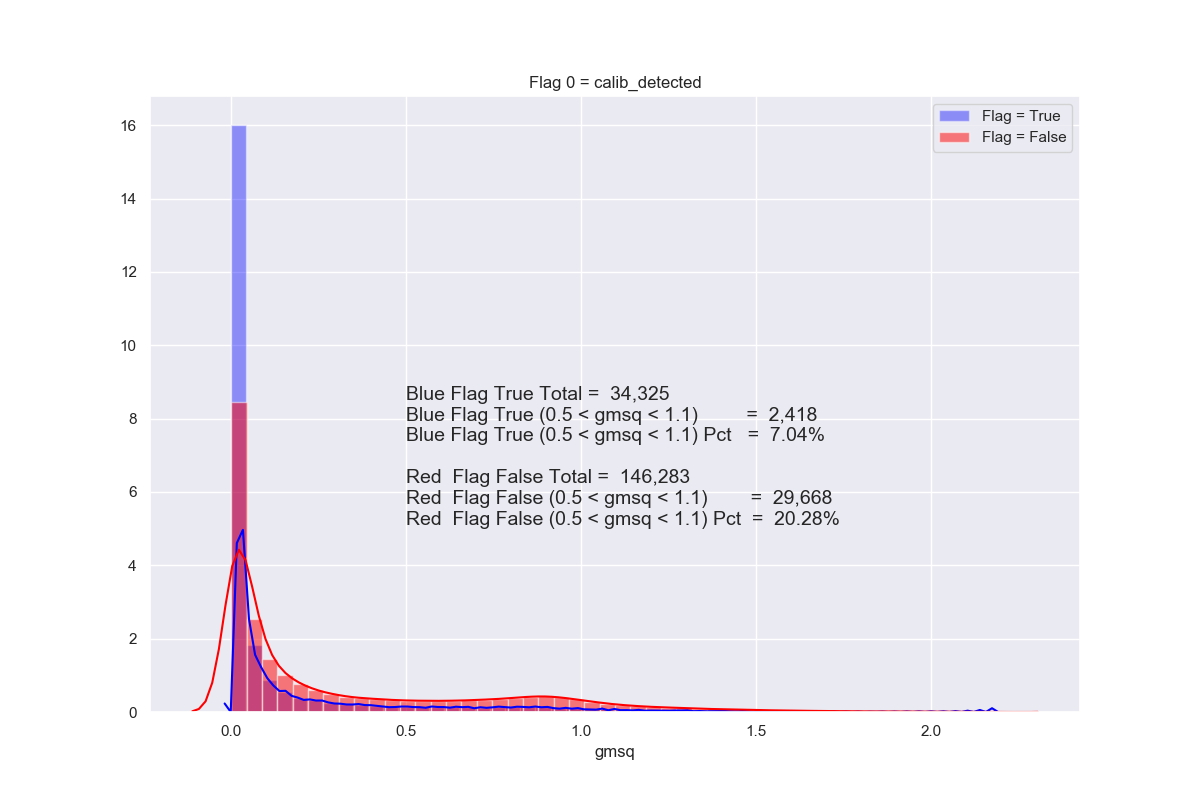 Flag 0 = calib_detected
Flag = True
Flag = False
16
14
12
10
8
6
4
2
0
Blue Flag True Total =  34,325
Blue Flag True (0.5 < gmsq < 1.1)         =  2,418
Blue Flag True (0.5 < gmsq < 1.1) Pct   =  7.04%
Red  Flag False Total =  146,283
Red  Flag False (0.5 < gmsq < 1.1)        =  29,668
Red  Flag False (0.5 < gmsq < 1.1) Pct  =  20.28%
0.0 0.5 1.0 1.5 2.0
gmsq